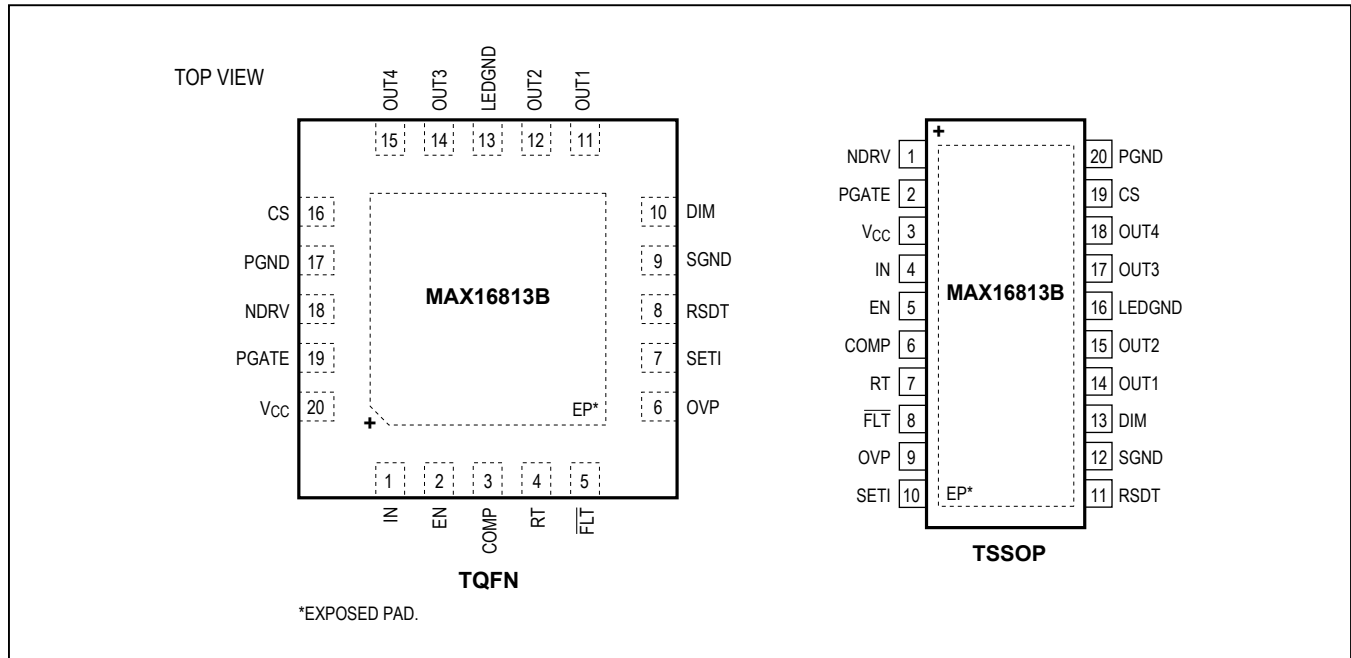 TOP VIEW
OUT4
OUT3
LEDGND
OUT2
OUT1
15
14
13
12
11
CS 16
PGND 17
NDRV 18
PGATE 19
VCC 20
MAX16813B
10 DIM
9 SGND
8 RSDT
7 SETI
6 OVP
+
EP*
1
2
3
4
5
IN
EN
COMP
RT
FLT
TQFN
*EXPOSED PAD.
+
NDRV 1
PGATE 2
VCC 3
IN 4
EN 5
COMP 6
RT 7
FLT 8
OVP 9
SETI 10
MAX16813B
EP*
20 PGND
19 CS
18 OUT4
17 OUT3
16 LEDGND
15 OUT2
14 OUT1
13 DIM
12 SGND
11 RSDT
TSSOP